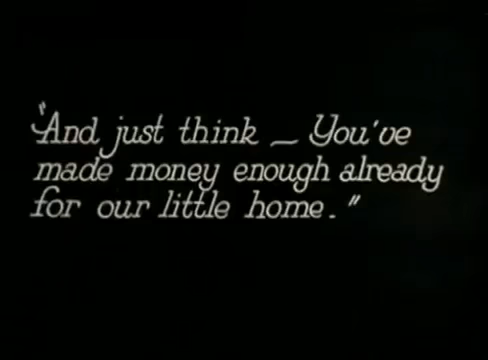 "And just think — You've
made money enough already
for our little home."